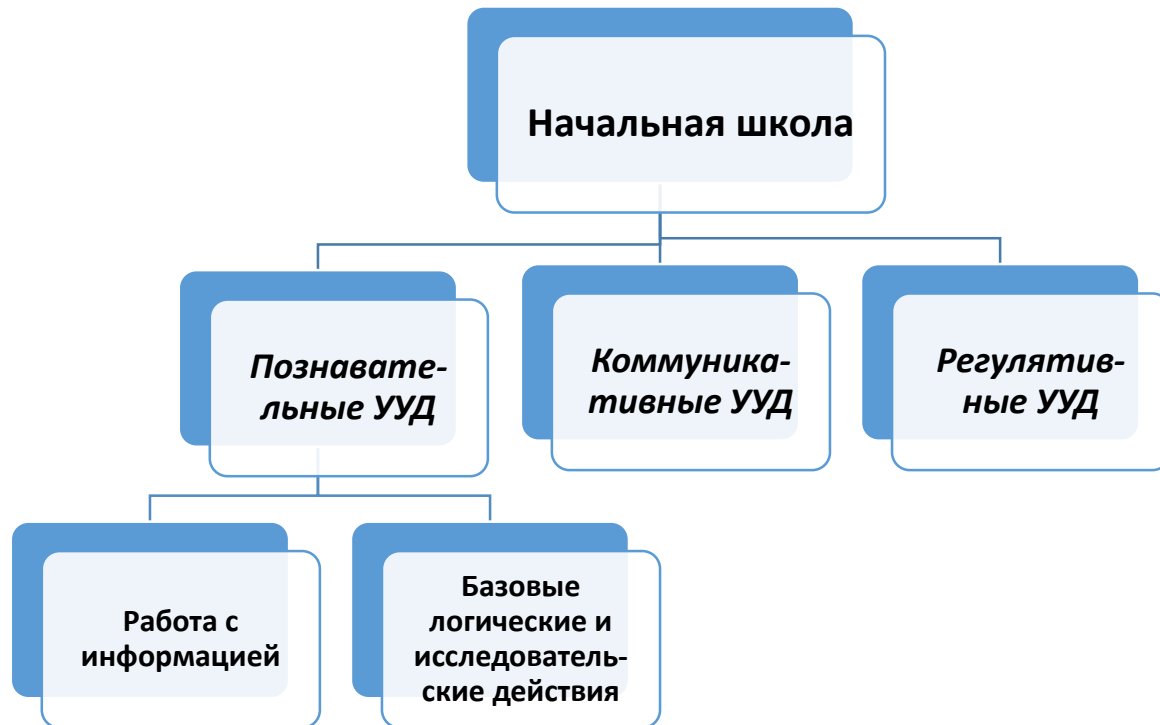 Начальная школа
Познавате-
льные УУД
Коммуника-
тивные УУД
Регулятив-
ные УУД
Работа с
информацией
Базовые
логические и
исследователь-
ские действия